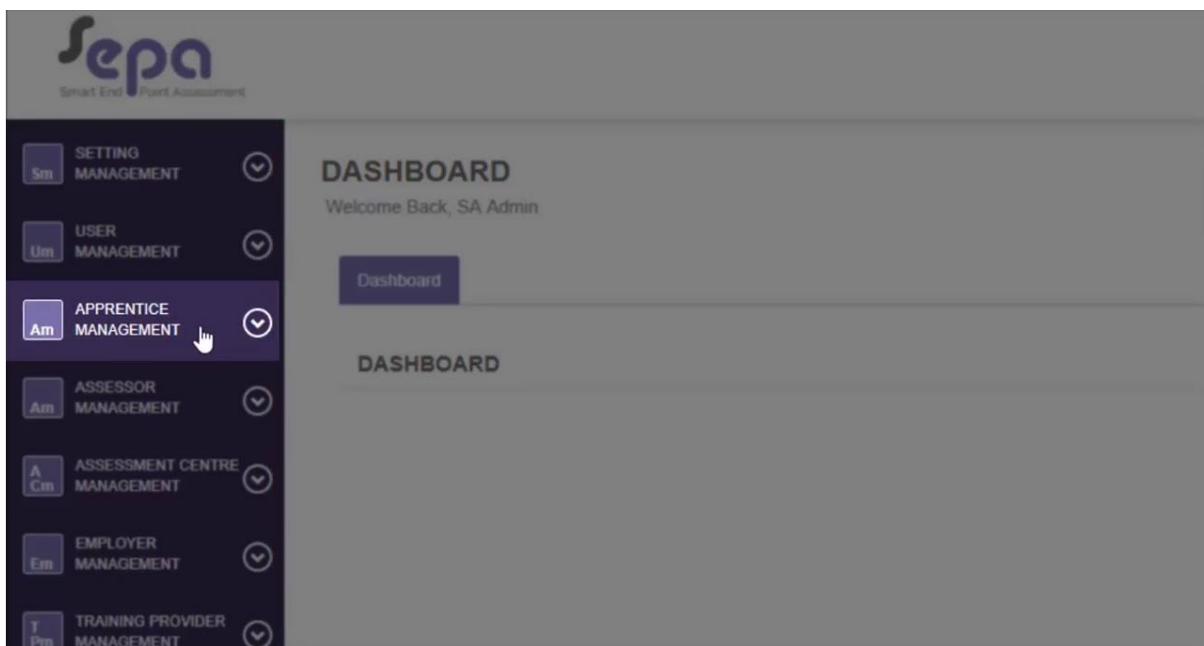 Sepa
Smart End Point Assessment
Sm
SETTING
MANAGEMENT
Um
USER
MANAGEMENT
Am
APPRENTICE
MANAGEMENT
Am
ASSESSOR
MANAGEMENT
A
Cm
ASSESSMENT CENTRE
MANAGEMENT
Em
EMPLOYER
MANAGEMENT
T
Pm
TRAINING PROVIDER
MANAGEMENT
DASHBOARD
Welcome Back, SA Admin
Dashboard
DASHBOARD